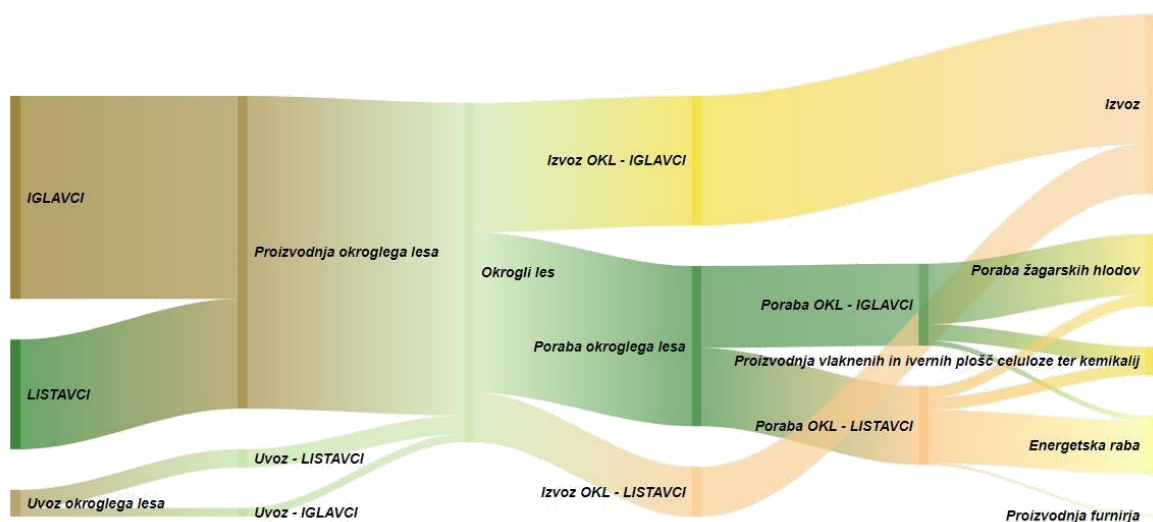 IGLAVCI
LISTAVCI
Uvoz okroglega lesa
Proizvodnja okroglega lesa
Uvoz - LISTAVCI
Uvoz - IGLAVCI
Okrogli les
Izvoz OKL - IGLAVCI
Poraba okroglega lesa
Izvoz OKL - LISTAVCI
Poraba OKL - IGLAVCI
Poraba OKL - LISTAVCI
Izvoz
Poraba žagarskih hlodov
Proizvodnja vlaknenih in ivernih plošč celuloze ter kemikalij
Energetska raba
Proizvodnja furnirja